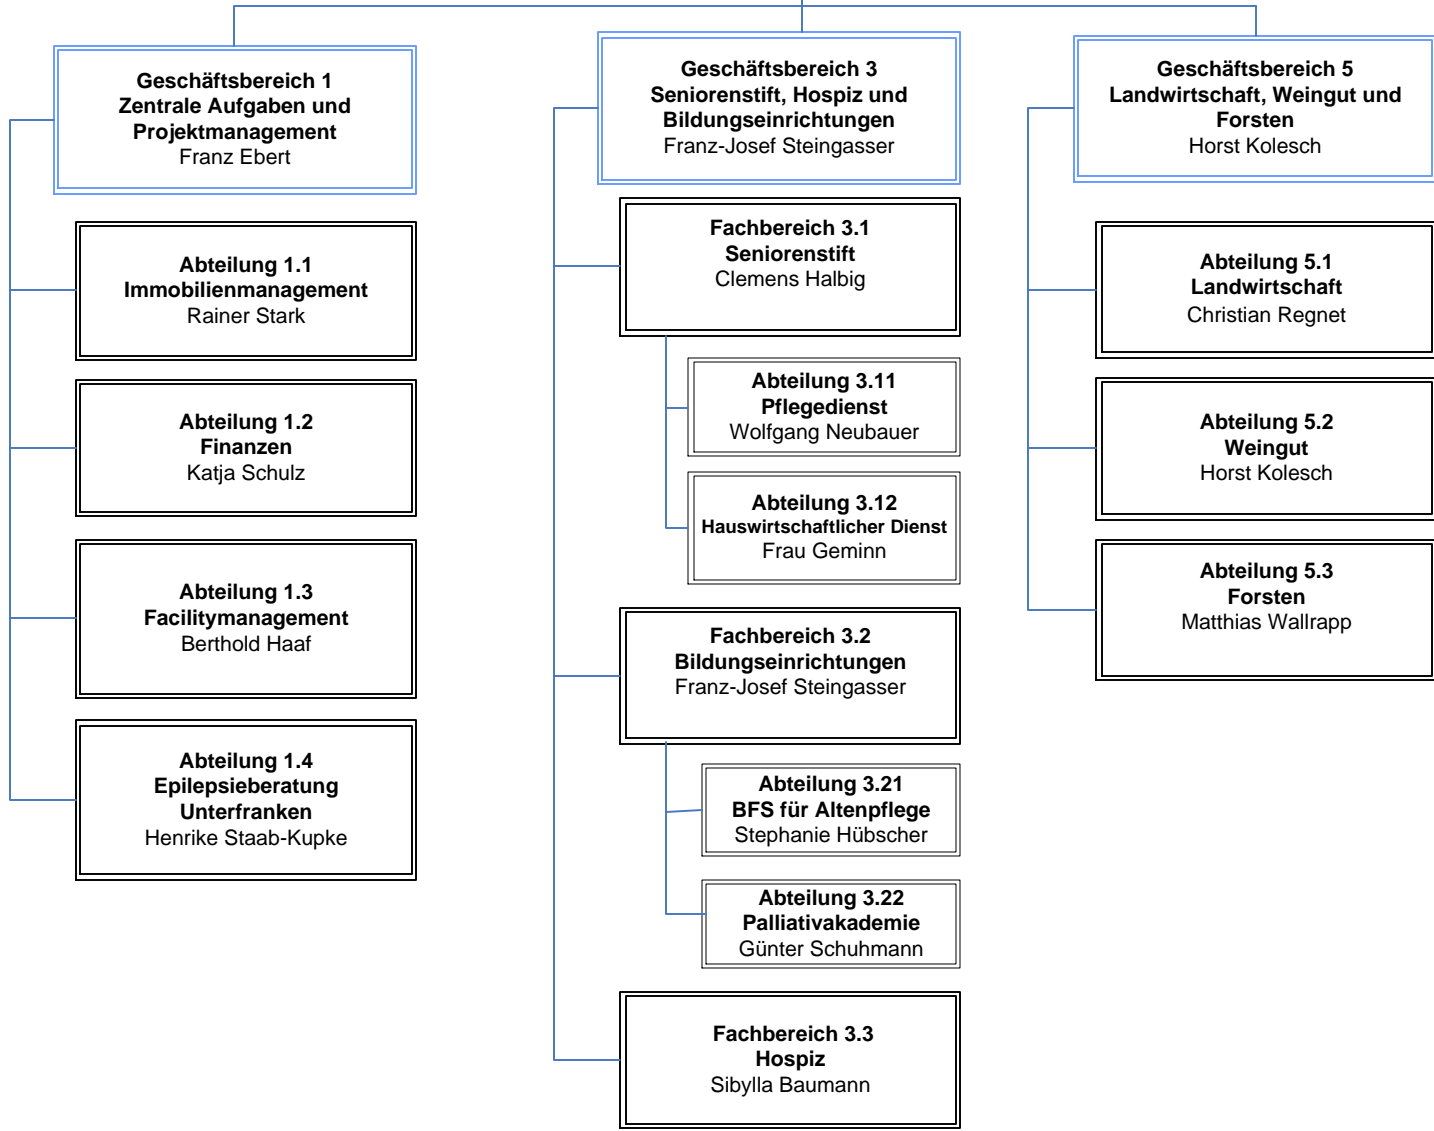 Geschäftsbereich 1
Zentrale Aufgaben und
Projektmanagement
Franz Ebert
Abteilung 1.1
Immobilienmanagement
Rainer Stark
Abteilung 1.2
Finanzen
Katja Schulz
Abteilung 1.3
Facilitymanagement
Berthold Haaf
Abteilung 1.4
Epilepsieberatung
Unterfranken
Henrike Staab-Kupke
Geschäftsbereich 3
Seniorenstift, Hospiz und
Bildungseinrichtungen
Franz-Josef Steingasser
Fachbereich 3.1
Seniorenstift
Clemens Halbig
Abteilung 3.11
Pflegedienst
Wolfgang Neubauer
Abteilung 3.12
Hauswirtschaftlicher Dienst
Frau Geminn
Fachbereich 3.2
Bildungseinrichtungen
Franz-Josef Steingasser
Abteilung 3.21
BFS für Altenpflege
Stephanie Hübscher
Abteilung 3.22
Palliativakademie
Günter Schuhmann
Fachbereich 3.3
Hospiz
Sibylla Baumann
Geschäftsbereich 5
Landwirtschaft, Weingut und
Forsten
Horst Kolesch
Abteilung 5.1
Landwirtschaft
Christian Regnet
Abteilung 5.2
Weingut
Horst Kolesch
Abteilung 5.3
Forsten
Matthias Wallrapp